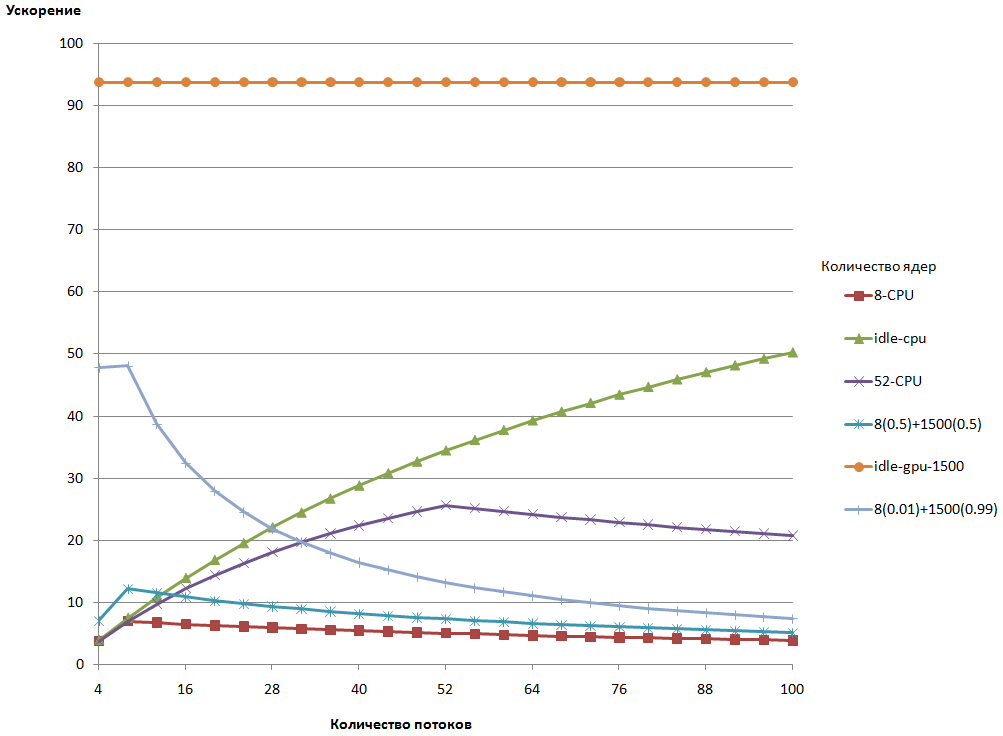 Ускорение
100
90
80
70
60
50
40
30
20
10
0
4 16 28 40 52 64 76 88 100
Количество потоков
Количество ядер
8-CPU
idle-cpu
52-CPU
8(0.5)+1500(0.5)
idle-gpu-1500
8(0.01)+1500(0.99)